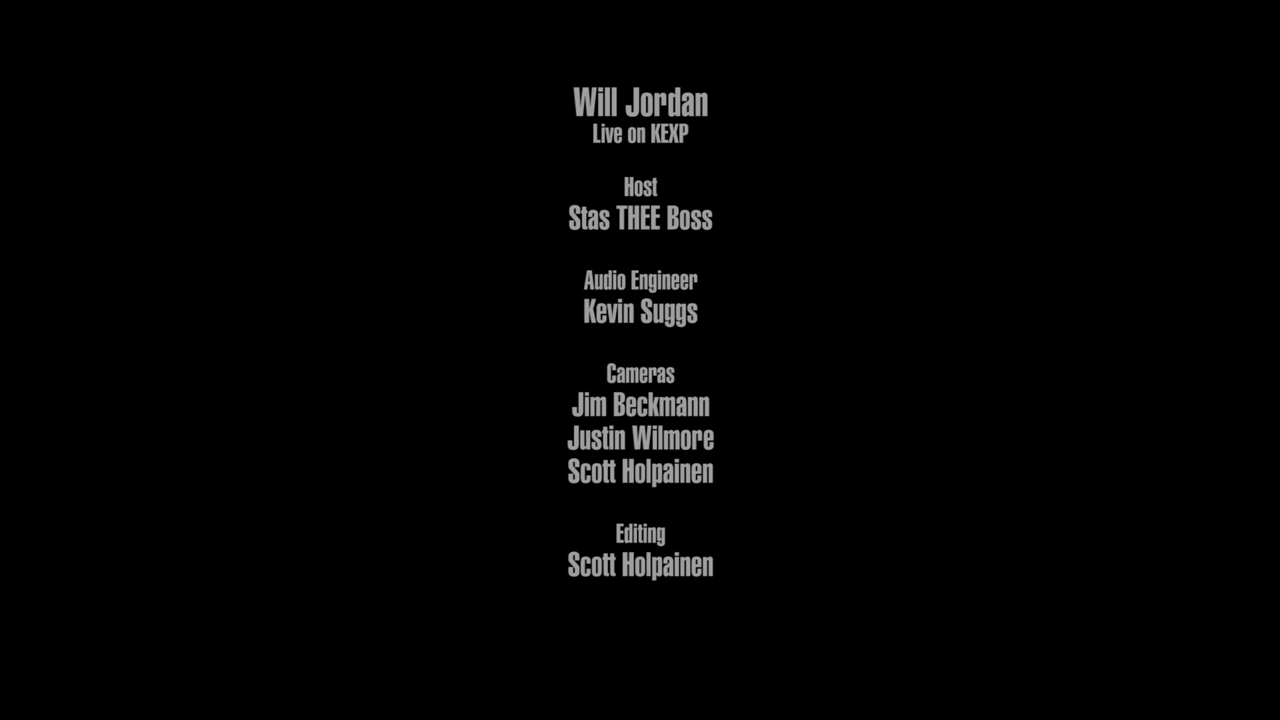 Will Jordan
Live on KEXP
Host
Stas THEE Boss
Audio Engineer
Kevin Suggs
Cameras
Jim Beckmann
Justin Wilmore
Scott Holpainen
Editing
Scott Holpainen